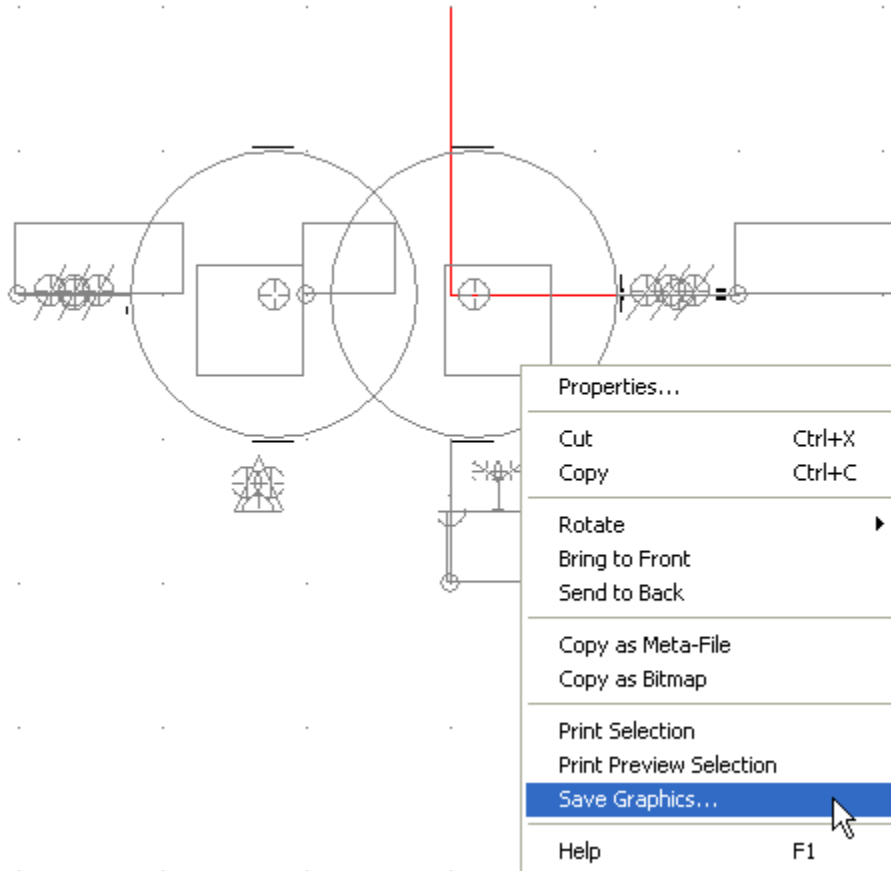 Properties...
Cut Ctrl+X
Copy Ctrl+C
Rotate
Bring to Front
Send to Back
Copy as Meta-File
Copy as Bitmap
Print Selection
Print Preview Selection
Save Graphics...
Help F1